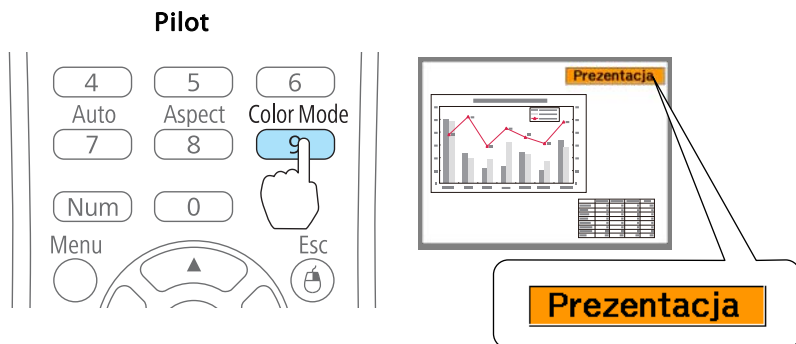 Pilot
4 5 6
Auto Aspect Color Mode
7 8 9
Num 0
Menu Esc
Prezentacja
Prezentacja